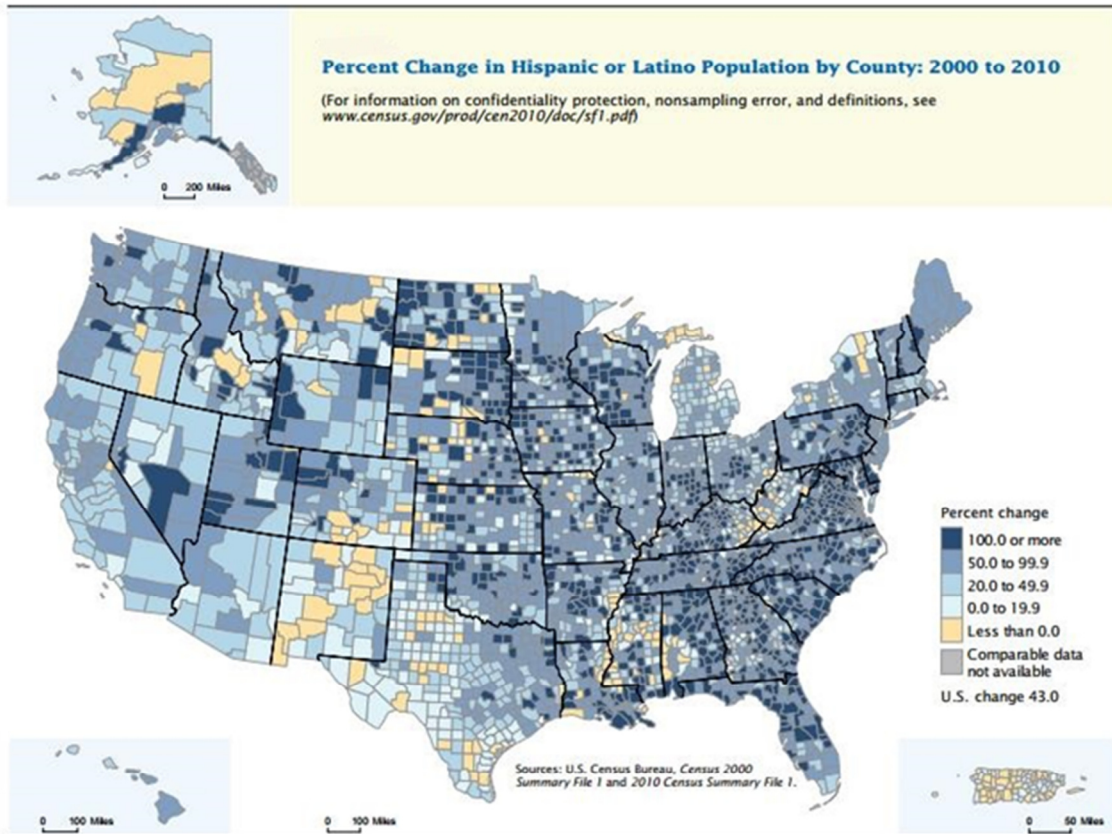 Percent Change in Hispanic or Latino Population by County: 2000 to 2010
(For information on confidentiality protection, nonsampling error, and definitions, see
www.census.gov/prod/cen2010/doc/sf1.pdf)
0 200 Miles
Percent change
100.0 or more
50.0 to 99.9
20.0 to 49.9
0.0 to 19.9
Less than 0.0
Comparable data
not available
U.S. change 43.0
Sources: U.S. Census Bureau, Census 2000
Summary File 1 and 2010 Census Summary File 1.
0 100 Miles
0 100 Miles
0 50 Miles